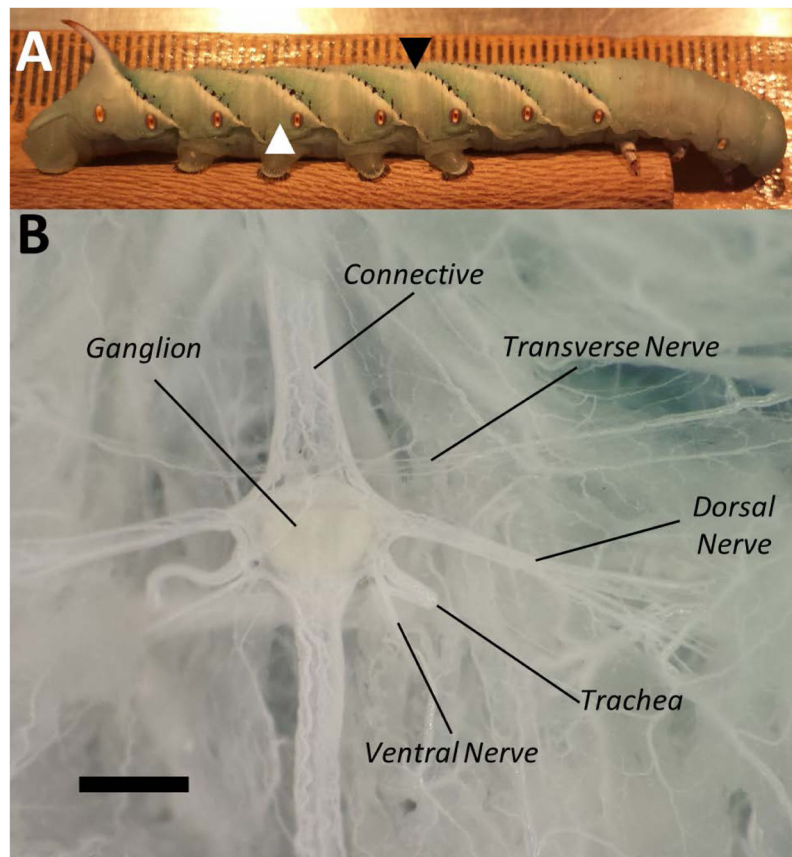 A
B
Connective
Ganglion
Transverse Nerve
Dorsal
Nerve
Trachea
Ventral Nerve